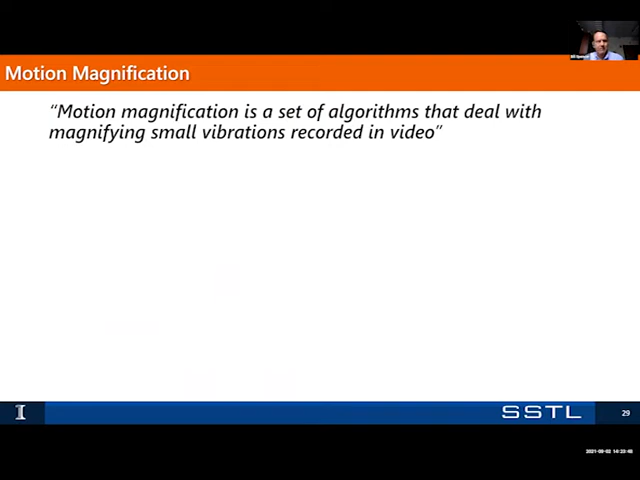 Motion Magnification
"Motion magnification is a set of algorithms that deal with
magnifying small vibrations recorded in video"
I
SSTL
29